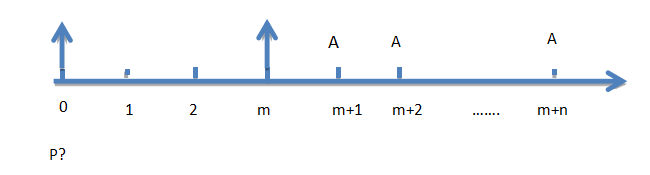 A A A
0 1 2 m m+1 m+2 ....... m+n
P?